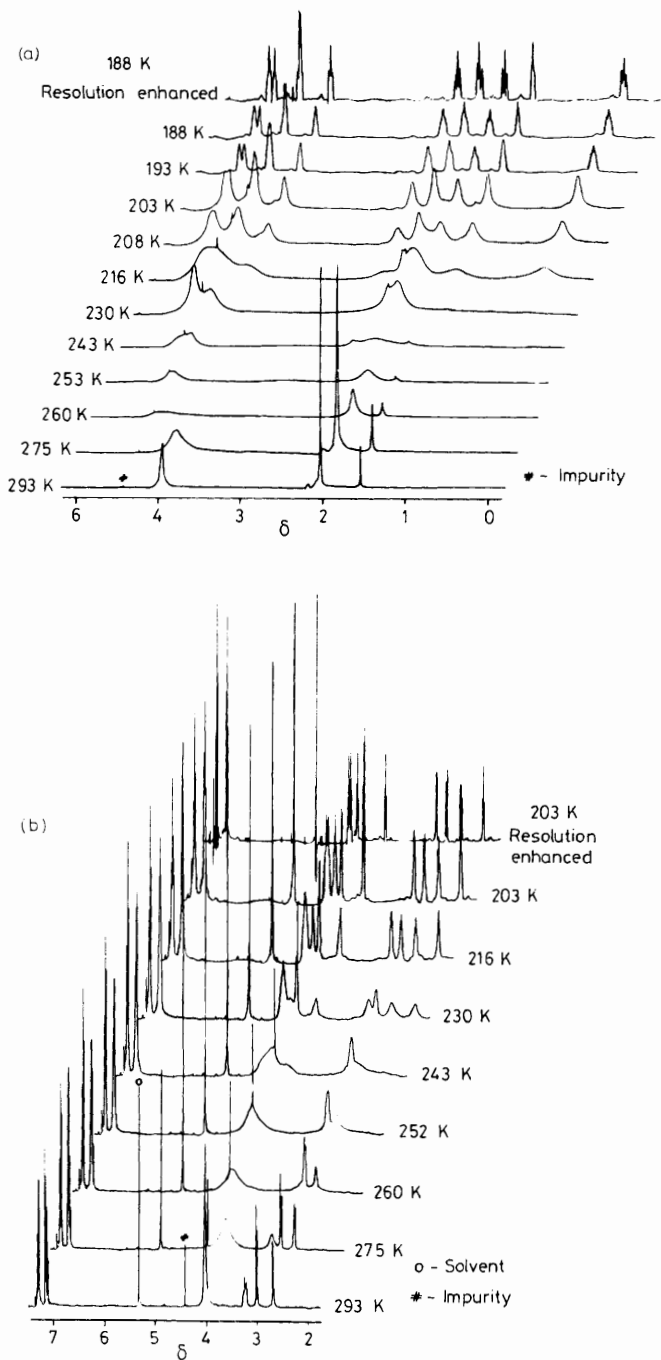 (a)
188 K
Resolution enhanced
188 K
193 K
203 K
208 K
216 K
230 K
243 K
253 K
260 K
275 K
293 K
# - Impurity
#
6 5 4 3 2 1 0
δ
(b)
203 K
Resolution
enhanced
203 K
216 K
230 K
243 K
252 K
260 K
275 K
293 K
o
#
o - Solvent
# - Impurity
7 6 5 4 3 2
δ